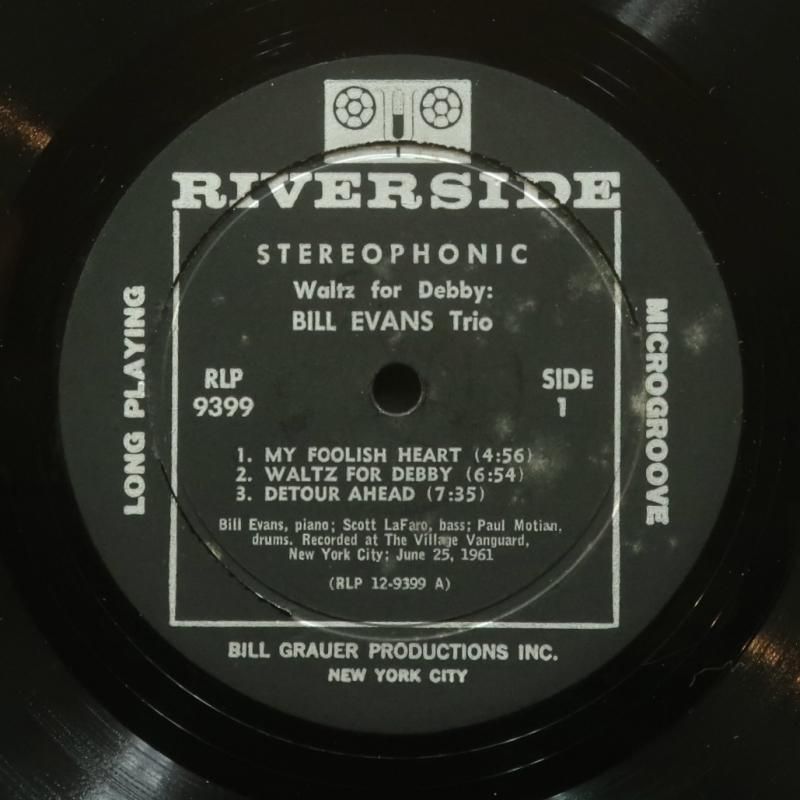 RIVERSIDE
STEREOPHONIC
Waltz for Debby:
BILL EVANS Trio
RLP
9399
SIDE
1
LONG PLAYING
MICROGROOVE
1. MY FOOLISH HEART (4:56)
2. WALTZ FOR DEBBY (6:54)
3. DETOUR AHEAD (7:35)
Bill Evans, piano; Scott LaFaro, bass; Paul Motian,
drums. Recorded at The Village Vanguard,
New York City; June 25, 1961
(RLP 12-9399 A)
BILL GRAUER PRODUCTIONS INC.
NEW YORK CITY